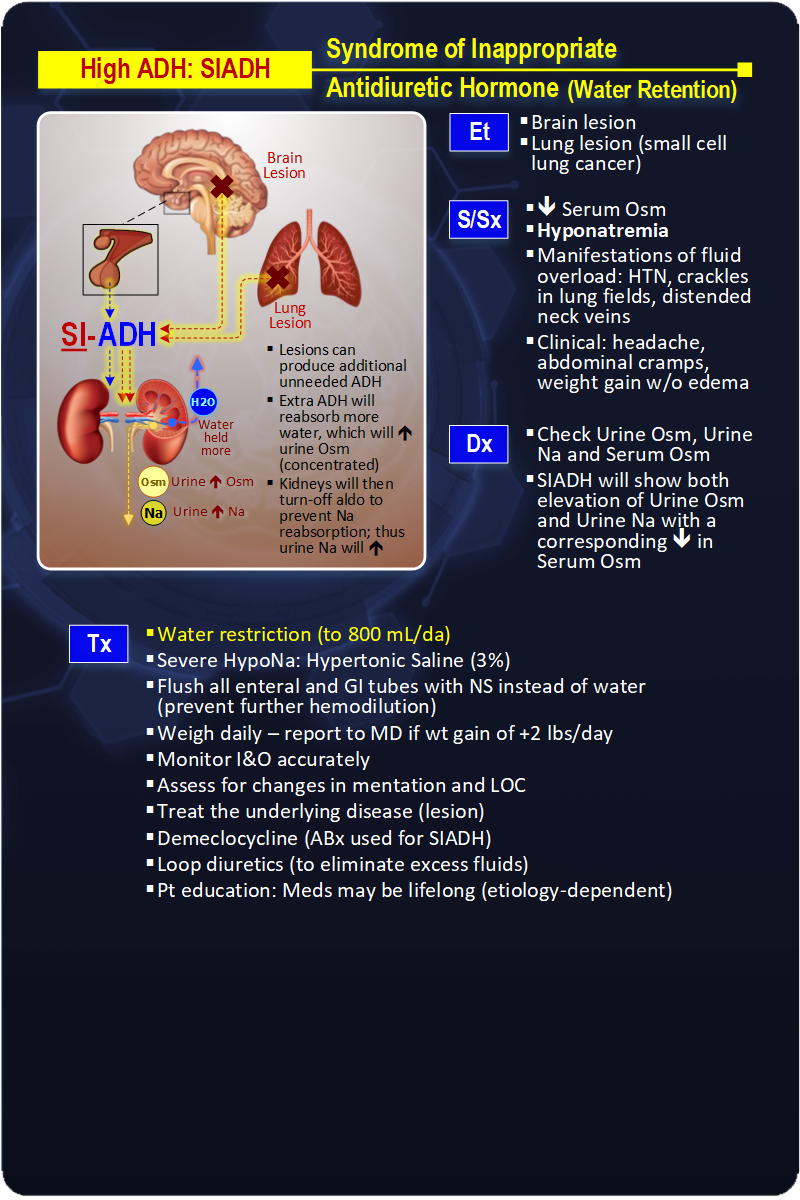 High ADH: SIADH
Syndrome of Inappropriate
Antidiuretic Hormone (Water Retention)
Brain
Lesion
Lung
Lesion
SI-ADH
H2O
Water
held
more
Osm Urine ↑ Osm
Na Urine ↑ Na
▪ Lesions can
produce additional
unneeded ADH
▪ Extra ADH will
reabsorb more
water, which will ↑
urine Osm
(concentrated)
▪ Kidneys will then
turn-off aldo to
prevent Na
reabsorption; thus
urine Na will ↑
Et
▪ Brain lesion
▪ Lung lesion (small cell
lung cancer)
S/Sx
▪ ↓ Serum Osm
▪ Hyponatremia
▪ Manifestations of fluid
overload: HTN, crackles
in lung fields, distended
neck veins
▪ Clinical: headache,
abdominal cramps,
weight gain w/o edema
Dx
▪ Check Urine Osm, Urine
Na and Serum Osm
▪ SIADH will show both
elevation of Urine Osm
and Urine Na with a
corresponding ↓ in
Serum Osm
Tx
▪ Water restriction (to 800 mL/da)
▪ Severe HypoNa: Hypertonic Saline (3%)
▪ Flush all enteral and GI tubes with NS instead of water
(prevent further hemodilution)
▪ Weigh daily – report to MD if wt gain of +2 lbs/day
▪ Monitor I&O accurately
▪ Assess for changes in mentation and LOC
▪ Treat the underlying disease (lesion)
▪ Demeclocycline (ABx used for SIADH)
▪ Loop diuretics (to eliminate excess fluids)
▪ Pt education: Meds may be lifelong (etiology-dependent)